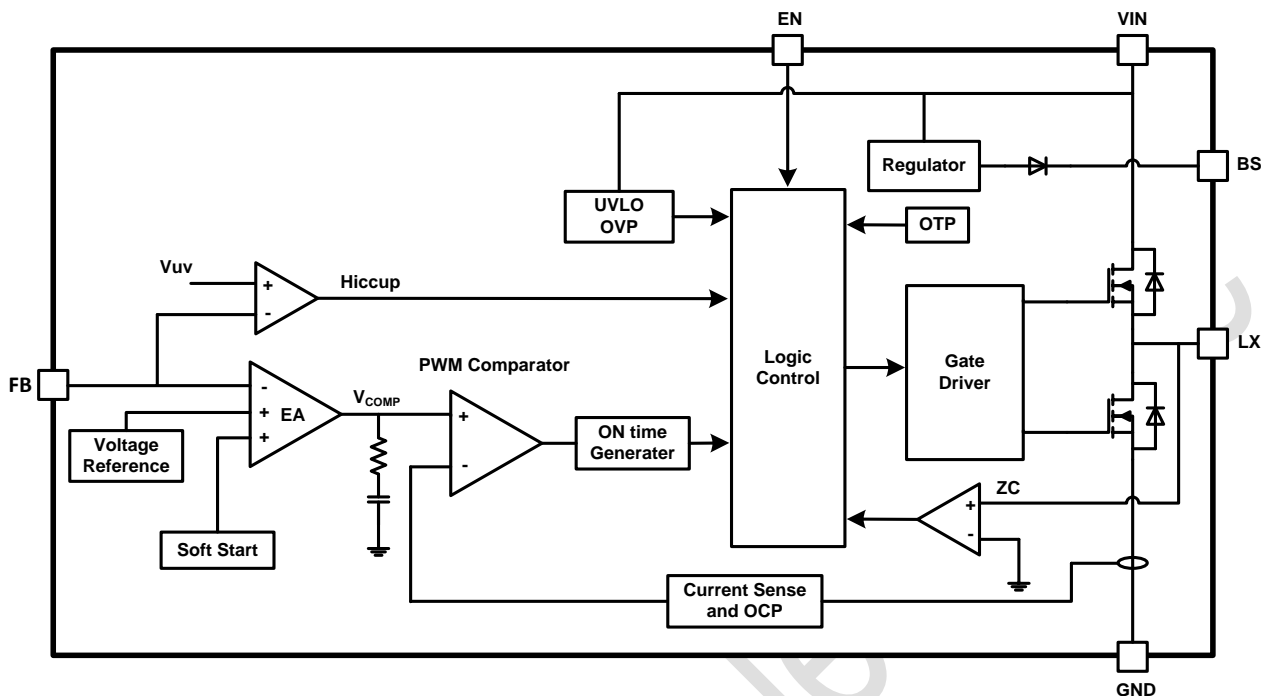 EN
VIN
Regulator
BS
UVLO
OVP
OTP
Vuv
+
-
Hiccup
PWM Comparator
Logic
Control
Gate
Driver
LX
FB
-
+
+
EA
VCOMP
+
-
ON time
Generater
Voltage
Reference
ZC
+
-
Soft Start
Current Sense
and OCP
GND